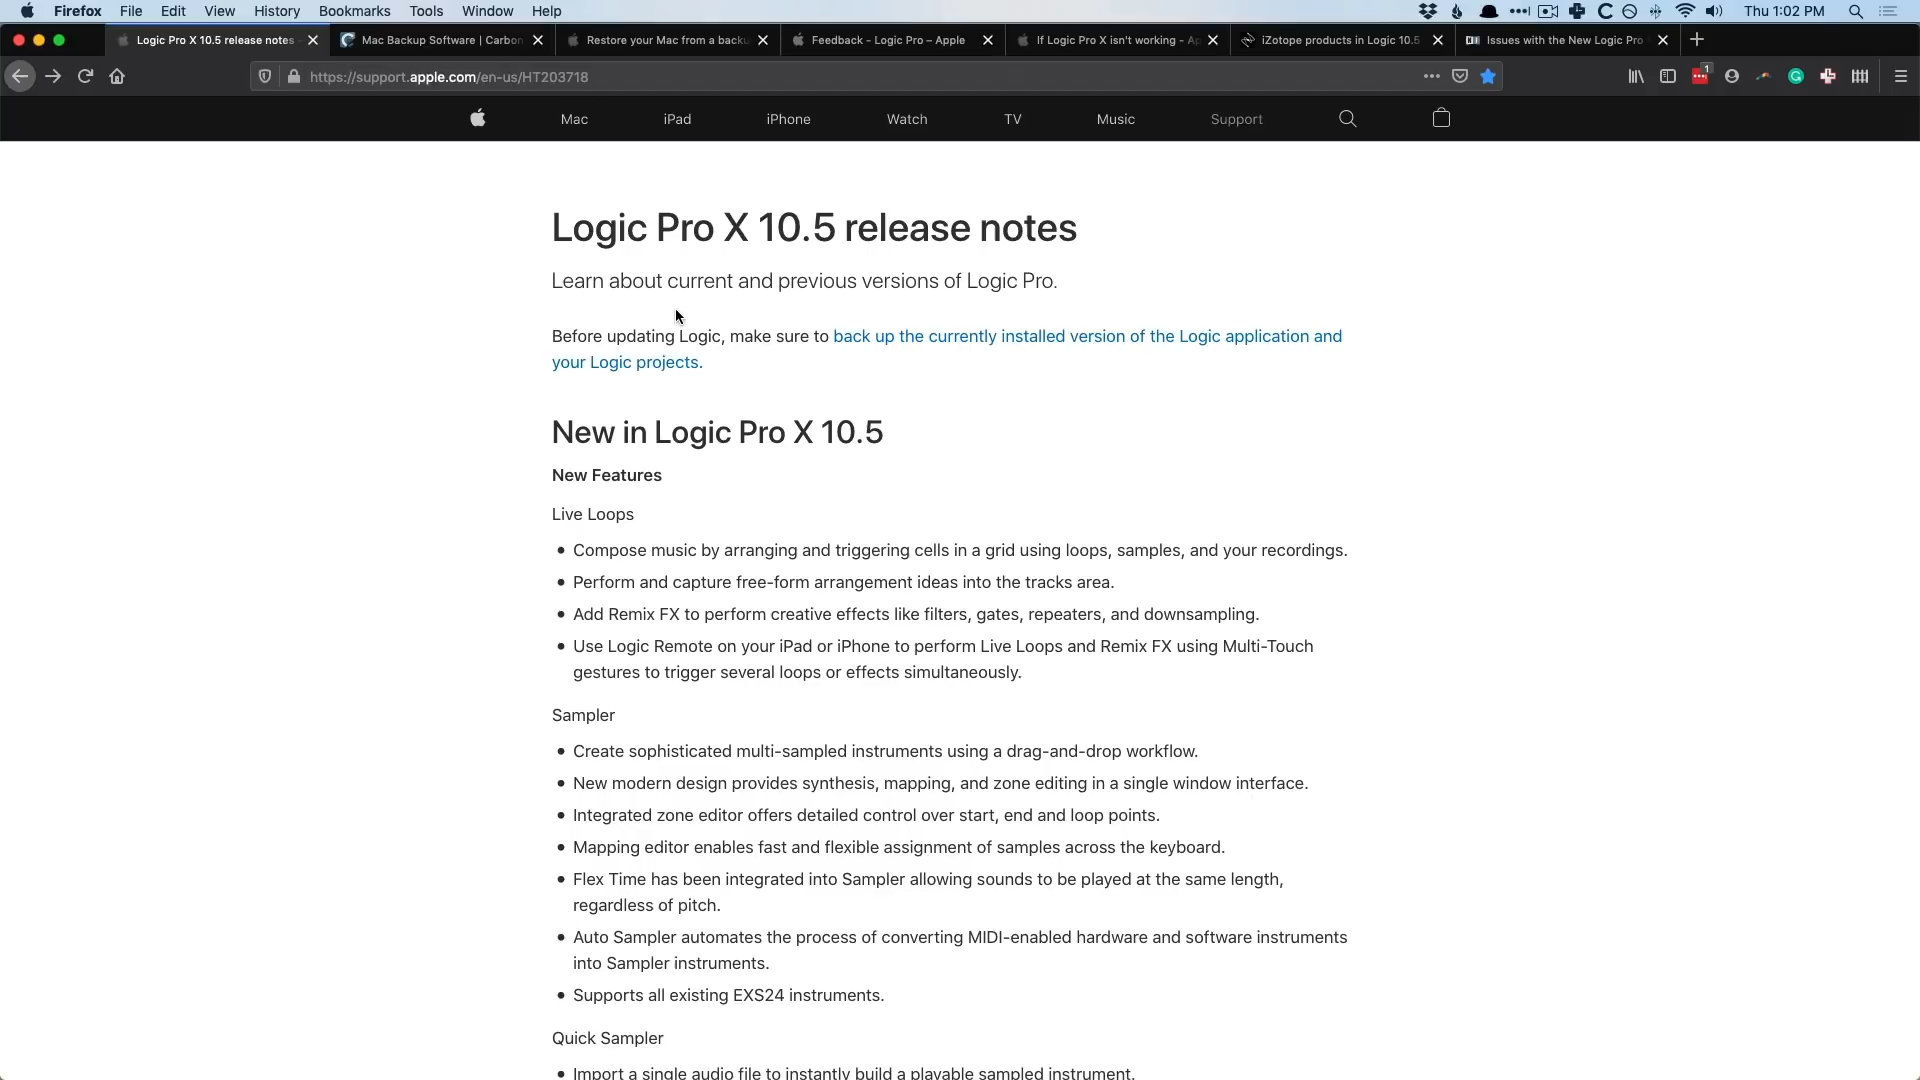 Firefox File Edit View History Bookmarks Tools Window Help Thu 1:02 PM
Logic Pro X 10.5 release notes Mac Backup Software | Carbon Restore your Mac from a backu Feedback - Logic Pro – Apple If Logic Pro X isn't working - Ap iZotope products in Logic 10.5 Issues with the New Logic Pro
https://support.apple.com/en-us/HT203718 1
Mac iPad iPhone Watch TV Music Support
Logic Pro X 10.5 release notes
Learn about current and previous versions of Logic Pro.
Before updating Logic, make sure to back up the currently installed version of the Logic application and
your Logic projects.
New in Logic Pro X 10.5
New Features
Live Loops
• Compose music by arranging and triggering cells in a grid using loops, samples, and your recordings.
• Perform and capture free-form arrangement ideas into the tracks area.
• Add Remix FX to perform creative effects like filters, gates, repeaters, and downsampling.
• Use Logic Remote on your iPad or iPhone to perform Live Loops and Remix FX using Multi-Touch
gestures to trigger several loops or effects simultaneously.
Sampler
• Create sophisticated multi-sampled instruments using a drag-and-drop workflow.
• New modern design provides synthesis, mapping, and zone editing in a single window interface.
• Integrated zone editor offers detailed control over start, end and loop points.
• Mapping editor enables fast and flexible assignment of samples across the keyboard.
• Flex Time has been integrated into Sampler allowing sounds to be played at the same length,
regardless of pitch.
• Auto Sampler automates the process of converting MIDI-enabled hardware and software instruments
into Sampler instruments.
• Supports all existing EXS24 instruments.
Quick Sampler
• Import a single audio file to instantly build a playable sampled instrument.